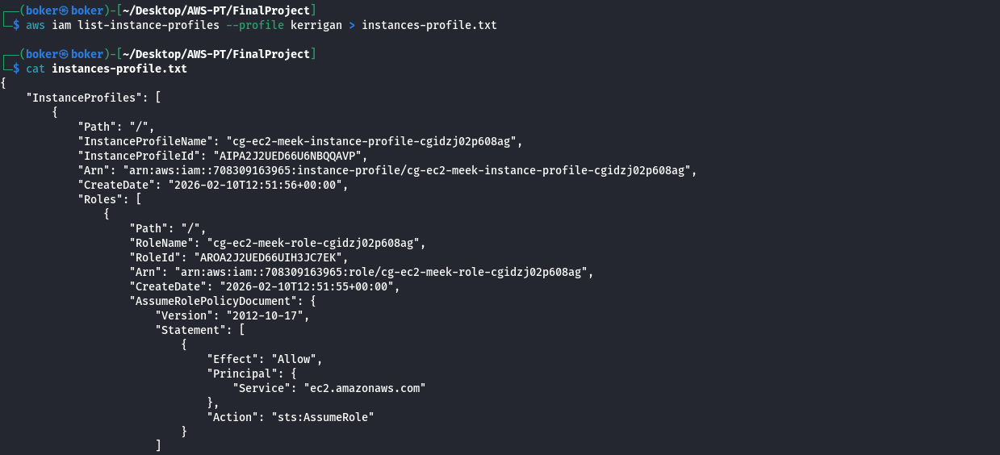 ┌──(boker㉿boker)-[~/Desktop/AWS-PT/FinalProject]
└─$ aws iam list-instance-profiles --profile kerrigan > instances-profile.txt

┌──(boker㉿boker)-[~/Desktop/AWS-PT/FinalProject]
└─$ cat instances-profile.txt
{
    "InstanceProfiles": [
        {
            "Path": "/",
            "InstanceProfileName": "cg-ec2-meek-instance-profile-cgidzj02p608ag",
            "InstanceProfileId": "AIPA2J2UED66U6NBQQAVP",
            "Arn": "arn:aws:iam::708309163965:instance-profile/cg-ec2-meek-instance-profile-cgidzj02p608ag",
            "CreateDate": "2026-02-10T12:51:56+00:00",
            "Roles": [
                {
                    "Path": "/",
                    "RoleName": "cg-ec2-meek-role-cgidzj02p608ag",
                    "RoleId": "AROA2J2UED66UIH3JC7EK",
                    "Arn": "arn:aws:iam::708309163965:role/cg-ec2-meek-role-cgidzj02p608ag",
                    "CreateDate": "2026-02-10T12:51:55+00:00",
                    "AssumeRolePolicyDocument": {
                        "Version": "2012-10-17",
                        "Statement": [
                            {
                                "Effect": "Allow",
                                "Principal": {
                                    "Service": "ec2.amazonaws.com"
                                },
                                "Action": "sts:AssumeRole"
                            }
                        ]